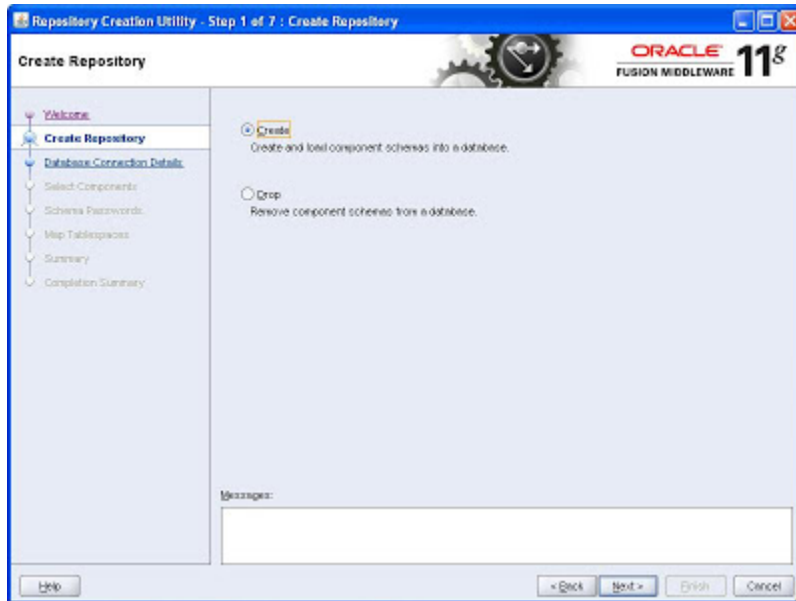 Repository Creation Utility - Step 1 of 7 : Create Repository
Create Repository
ORACLE
FUSION MIDDLEWARE
11g
Welcome
Create Repository
Database Connection Details
Select Components
Schema Passwords
Map Tablespaces
Summary
Completion Summary
Create
Create and load component schemas into a database.
Drop
Remove component schemas from a database.
Messages:
Help
< Back
Next >
Finish
Cancel